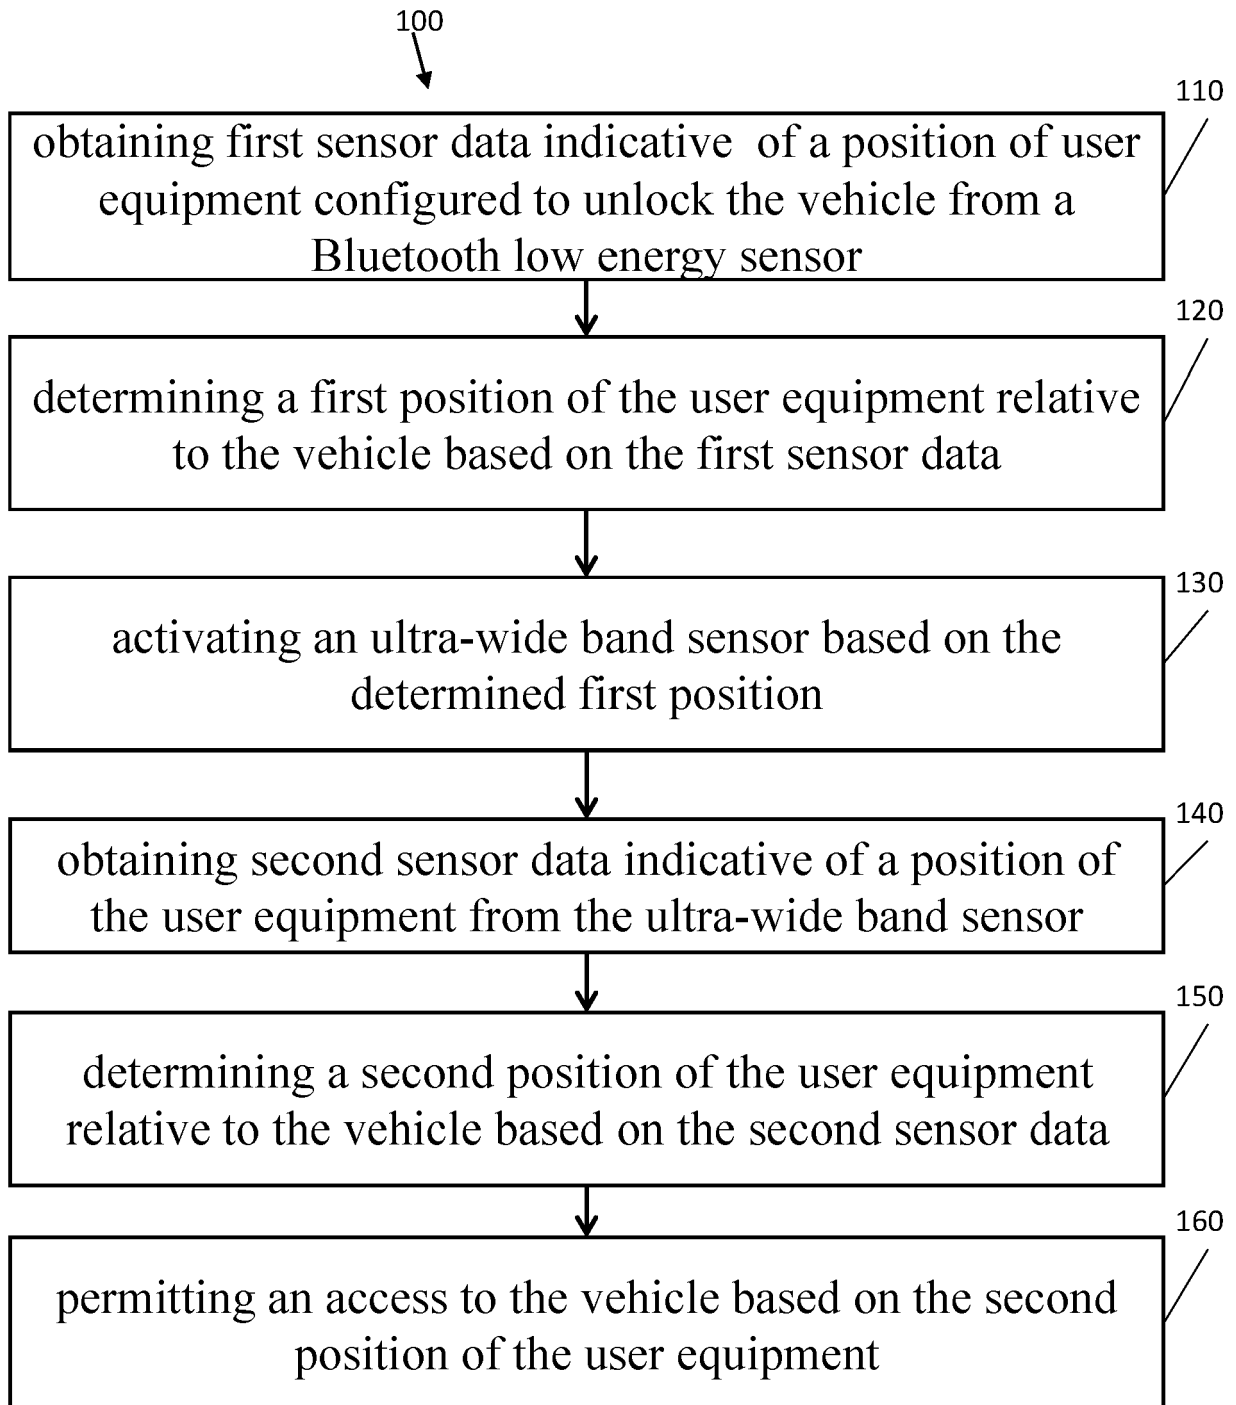 100
110
obtaining first sensor data indicative of a position of user
equipment configured to unlock the vehicle from a
Bluetooth low energy sensor
120
determining a first position of the user equipment relative
to the vehicle based on the first sensor data
130
activating an ultra-wide band sensor based on the
determined first position
140
obtaining second sensor data indicative of a position of
the user equipment from the ultra-wide band sensor
150
determining a second position of the user equipment
relative to the vehicle based on the second sensor data
160
permitting an access to the vehicle based on the second
position of the user equipment